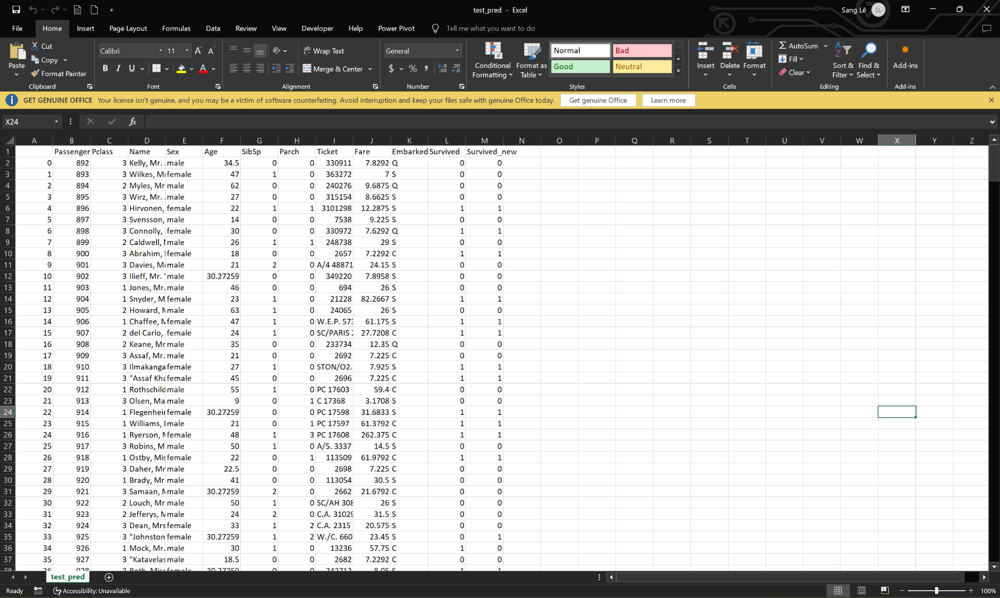 test_pred - Excel
Sang Lê SL
File Home Insert Page Layout Formulas Data Review View Developer Help Power Pivot Tell me what you want to do
Paste
Cut
Copy
Format Painter
Clipboard
Calibri 11
B I U
Font
Wrap Text
Merge & Center
Alignment
General
$ % ,
Number
Conditional Formatting
Format as Table
Normal Bad
Good Neutral
Styles
Insert Delete Format
Cells
AutoSum
Fill
Clear
Sort & Filter
Find & Select
Editing
Add-ins
Add-ins
GET GENUINE OFFICE Your license isn't genuine, and you may be a victim of software counterfeiting. Avoid interruption and keep your files safe with genuine Office today. Get genuine Office Learn more
X24 fx
A B C D E F G H I J K L M N O P Q R S T U V W X Y Z
1 Passenger Pclass Name Sex Age SibSp Parch Ticket Fare Embarked Survived Survived_new
2 0 892 3 Kelly, Mr. male 34.5 0 0 330911 7.8292 Q 0 0
3 1 893 3 Wilkes, female 47 1 0 363272 7 S 0 0
4 2 894 2 Myles, Mr male 62 0 0 240276 9.6875 Q 0 0
5 3 895 3 Wirz, Mr. male 27 0 0 315154 8.6625 S 0 0
6 4 896 3 Hirvonen, female 22 1 1 3101298 12.2875 S 1 1
7 5 897 3 Svensson, male 14 0 0 7538 9.225 S 0 0
8 6 898 3 Connolly, female 30 0 0 330972 7.6292 Q 1 1
9 7 899 2 Caldwell, male 26 1 1 248738 29 S 0 0
10 8 900 3 Abrahim, female 18 0 0 2657 7.2292 C 1 1
11 9 901 3 Davies, male 21 2 0 A/4 48871 24.15 S 0 0
12 10 902 3 Ilieff, Mr. male 30.27259 0 0 349220 7.8958 S 0 0
13 11 903 1 Jones, Mr. male 46 0 0 694 26 S 0 0
14 12 904 1 Snyder, M female 23 1 0 21228 82.2667 S 1 1
15 13 905 2 Howard, male 63 1 0 24065 26 S 0 0
16 14 906 1 Chaffee, female 47 1 0 W.E.P. 61.175 S 1 1
17 15 907 2 del Carlo, female 24 1 0 SC/PARIS 27.7208 C 1 1
18 16 908 2 Keane, Mr male 35 0 0 233734 12.35 Q 0 0
19 17 909 3 Assaf, Mr. male 21 0 0 2692 7.225 C 0 0
20 18 910 3 Ilmakanga female 27 1 0 STON/O2. 7.925 S 1 1
21 19 911 3 "Assaf Kha female 45 0 0 2696 7.225 C 1 1
22 20 912 1 Rothschild male 55 1 0 PC 17603 59.4 C 0 0
23 21 913 3 Olsen, Ma male 9 0 1 C 17368 3.1708 S 0 0
24 22 914 1 Flegenhei female 30.27259 0 0 PC 17598 31.6833 S 1 1
25 23 915 1 Williams, male 21 0 1 PC 17597 61.3792 C 1 1
26 24 916 1 Ryerson, female 48 1 3 PC 17608 262.375 C 1 1
27 25 917 3 Robins, M male 50 1 0 A/5. 3337 14.5 S 0 0
28 26 918 1 Ostby, Mis female 22 0 1 113509 61.9792 C 1 1
29 27 919 3 Daher, Mr male 22.5 0 0 2698 7.225 C 0 0
30 28 920 1 Brady, Mr. male 41 0 0 113054 30.5 S 0 0
31 29 921 3 Samaan, male 30.27259 2 0 2662 21.6792 C 0 0
32 30 922 2 Louch, Mr male 50 1 0 SC/AH 308 26 S 0 0
33 31 923 2 Jefferys, male 24 2 0 C.A. 31029 31.5 S 0 0
34 32 924 3 Dean, Mrs female 33 1 2 C.A. 2315 20.575 S 0 0
35 33 925 3 "Johnston female 30.27259 1 2 W./C. 660 23.45 S 0 1
36 34 926 1 Mock, Mr. male 30 1 0 13236 57.75 C 1 0
37 35 927 3 "Katavelas male 18.5 0 0 2682 7.2292 C 0 0
test_pred
Ready Accessibility: Unavailable 100%